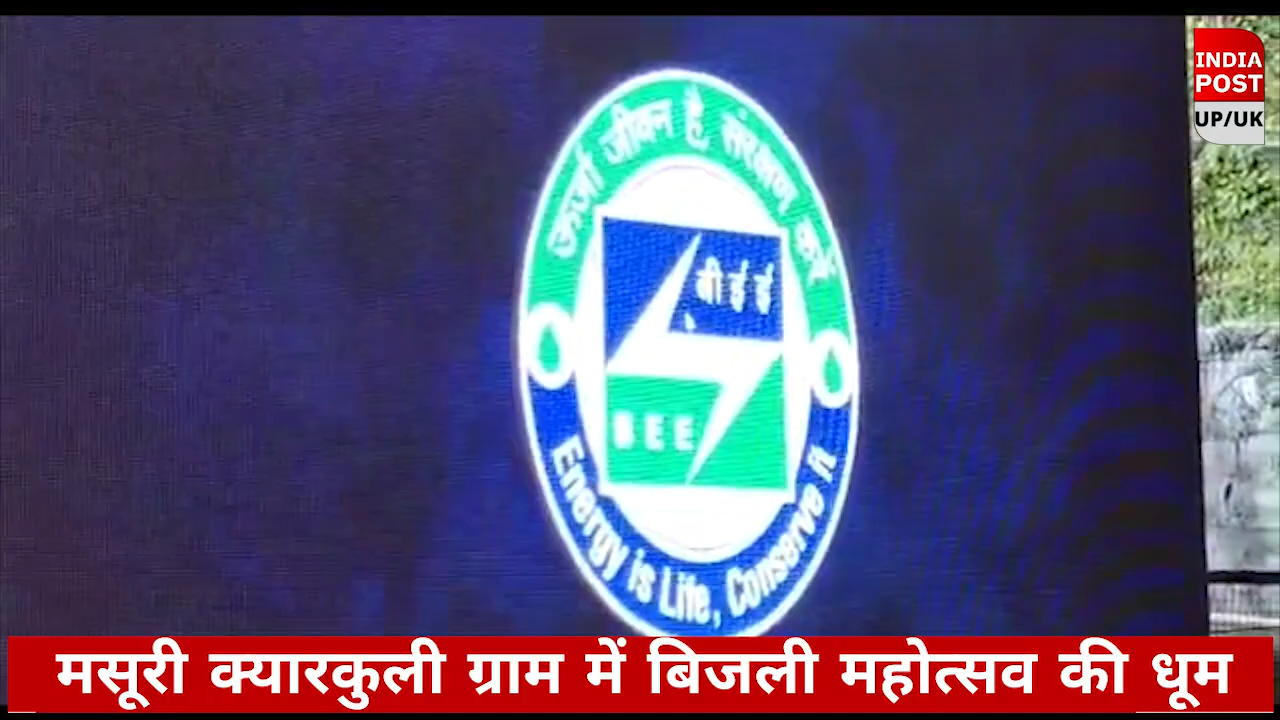 INDIA
POST
UP/UK
ऊर्जा जीवन है, संरक्षण करें
बी ई ई
BEE
Energy is Life, Conserve it
मसूरी क्यारकुली ग्राम में बिजली महोत्सव की धूम